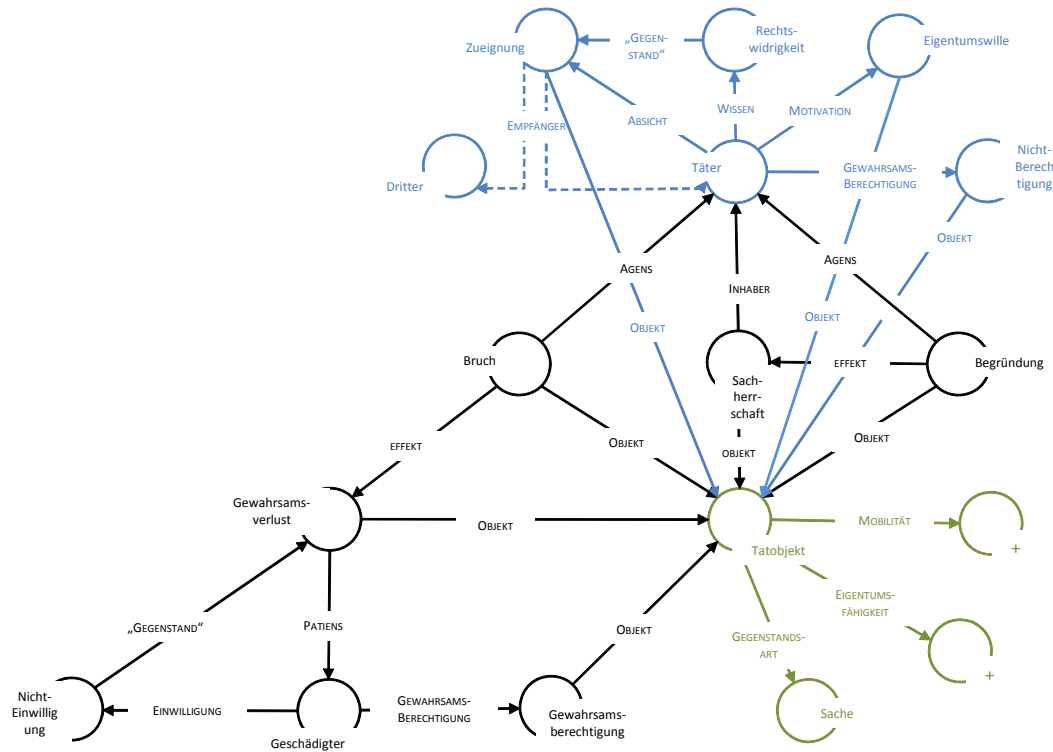 Zueignung
„GEGEN-
STAND“
Rechts-
widrigkeit
Eigentumswille
ABSICHT
WISSEN
MOTIVATION
EMPFÄNGER
Dritter
Täter
GEWAHRSAMS-
BERECHTIGUNG
Nicht-
Berech
tigung
OBJEKT
AGENS
INHABER
AGENS
OBJEKT
OBJEKT
Bruch
Sach-
herr-
schaft
EFFEKT
Begründung
EFFEKT
OBJEKT
OBJEKT
OBJEKT
Gewahrsams-
verlust
OBJEKT
Tatobjekt
MOBILITÄT
+
EIGENTUMS-
FÄHIGKEIT
+
„GEGENSTAND“
PATIENS
OBJEKT
GEGENSTANDS-
ART
Nicht-
Einwillig
ung
EINWILLIGUNG
Geschädigter
GEWAHRSAMS-
BERECHTIGUNG
Gewahrsams-
berechtigung
Sache